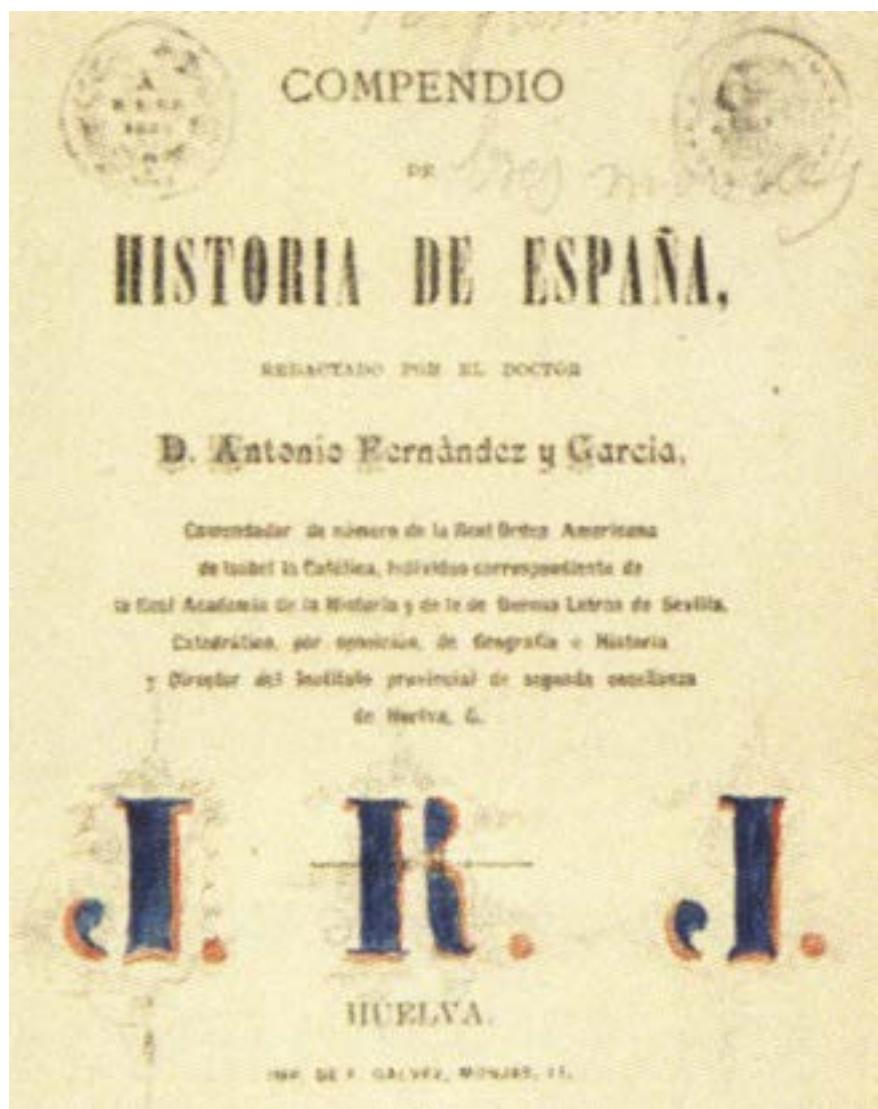 COMPENDIO
DE
HISTORIA DE ESPAÑA,
REDACTADO POR EL DOCTOR
D. Antonio Fernàndez y Garcia,
Comendador de número de la Real Orden Americana
de Isabel la Católica, individuo correspondiente de
la Real Academia de la Historia y de la de Buenas Letras de Sevilla,
Catedrático, por oposición, de Geografía e Historia
y Director del Instituto provincial de segunda enseñanza
de Huelva,
J. R. J.
HUELVA.
IMP. DE F. GALVEZ, MONJAS, 11.